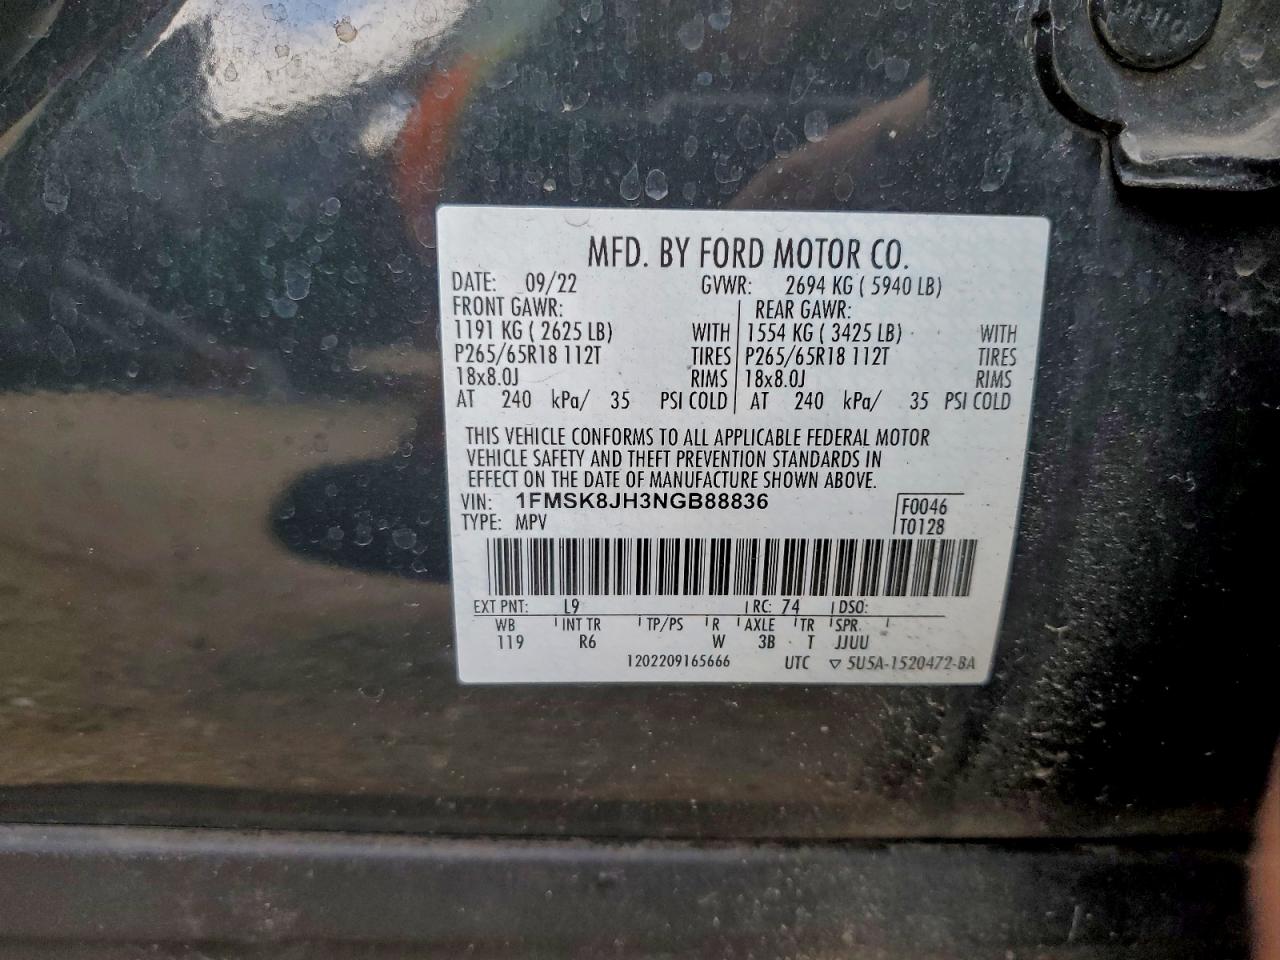 MFD. BY FORD MOTOR CO.
DATE: 09/22 GVWR: 2694 KG ( 5940 LB)
FRONT GAWR: REAR GAWR:
1191 KG ( 2625 LB) WITH 1554 KG ( 3425 LB) WITH
P265/65R18 112T TIRES P265/65R18 112T TIRES
18x8.0J RIMS 18x8.0J RIMS
AT 240 kPa/ 35 PSI COLD AT 240 kPa/ 35 PSI COLD
THIS VEHICLE CONFORMS TO ALL APPLICABLE FEDERAL MOTOR
VEHICLE SAFETY AND THEFT PREVENTION STANDARDS IN
EFFECT ON THE DATE OF MANUFACTURE SHOWN ABOVE.
VIN: 1FMSK8JH3NGB88836 F0046
TYPE: MPV T0128
EXT PNT: L9 RC: 74 DSO:
WB INT TR TP/PS R AXLE TR SPR
119 R6 W 3B T JJUU
1202209165666 UTC ▽ 5U5A-1520472-BA